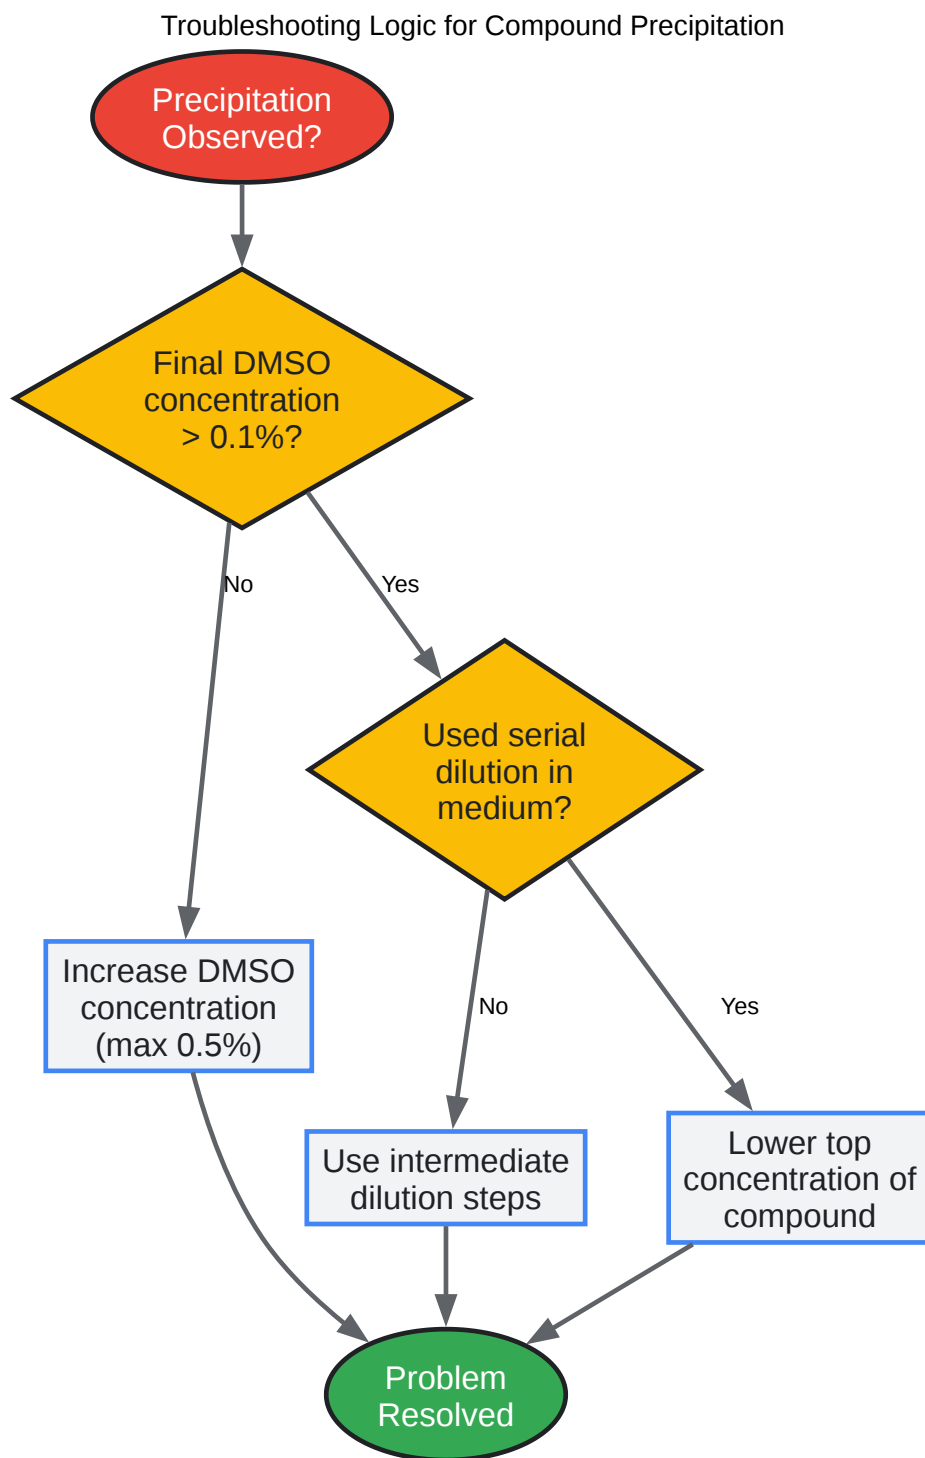 Troubleshooting Logic for Compound Precipitation
Precipitation
Observed?
Final DMSO
concentration
> 0.1%?
No
Yes
Used serial
dilution in
medium?
Increase DMSO
concentration
(max 0.5%)
No
Yes
Use intermediate
dilution steps
Lower top
concentration of
compound
Problem
Resolved